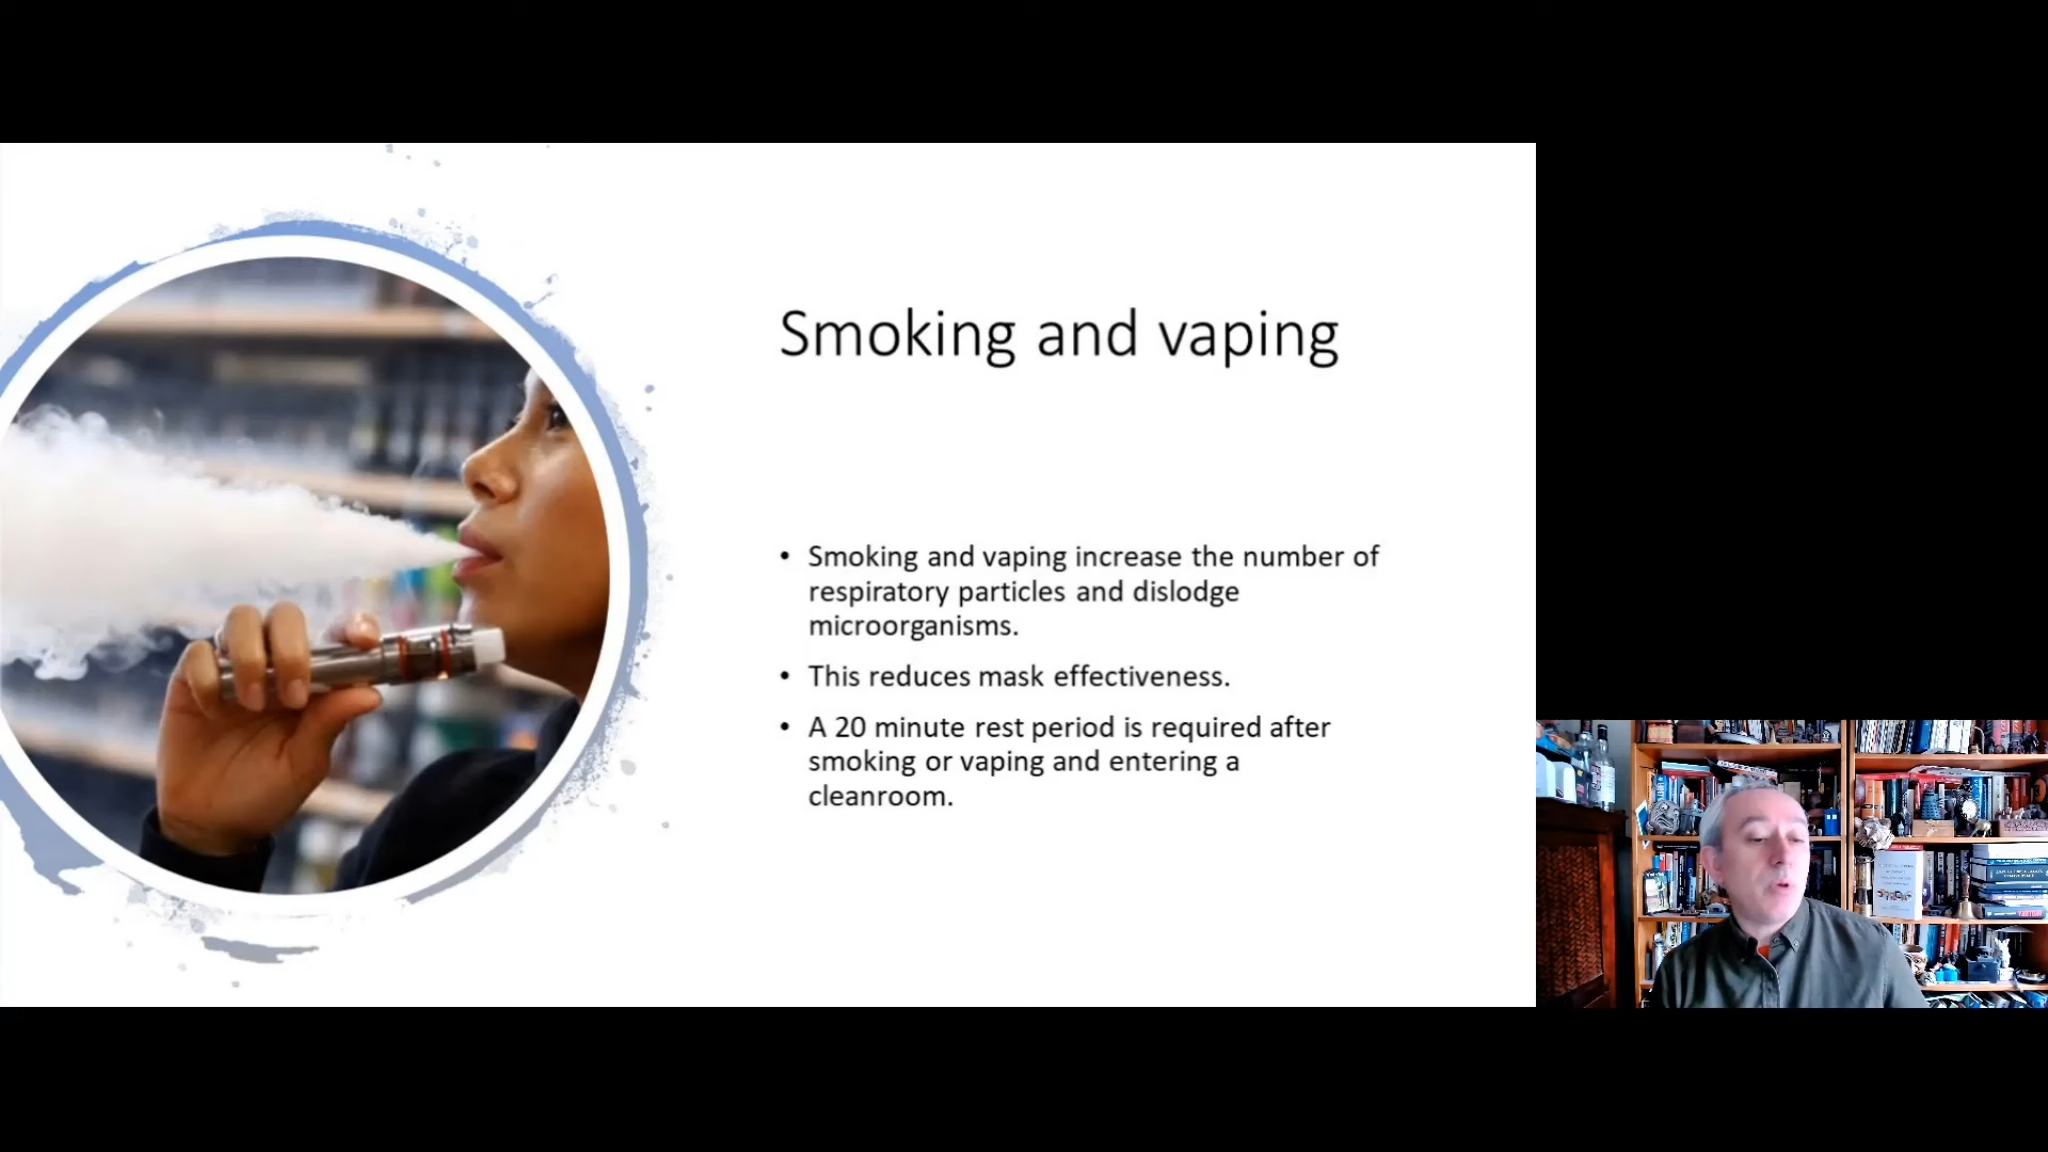 Smoking and vaping
• Smoking and vaping increase the number of
respiratory particles and dislodge
microorganisms.
• This reduces mask effectiveness.
• A 20 minute rest period is required after
smoking or vaping and entering a
cleanroom.